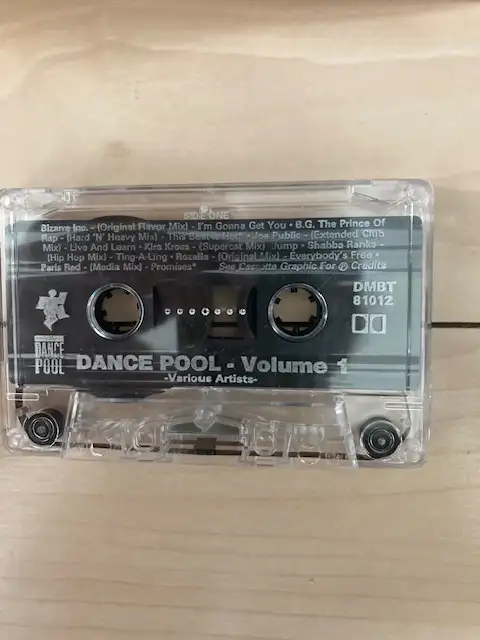 SIDE ONE
Bizarre Inc. - (Original Flavor Mix) - I'm Gonna Get You • B.G. The Prince Of
Rap - (Hard 'N' Heavy Mix) - This Beat Is Hot • Joe Public - (Extended Club
Mix) - Live And Learn • Kris Kross - (Supercat Mix) Jump • Shabba Ranks -
(Hip Hop Mix) - Ting-A-Ling • Rozalla - (Original Mix) - Everybody's Free •
Paris Red - (Media Mix) - Promises* See Cassette Graphic For ℗ Credits
DMBT
81012
DANCE
POOL
DANCE POOL - Volume 1
-Various Artists-